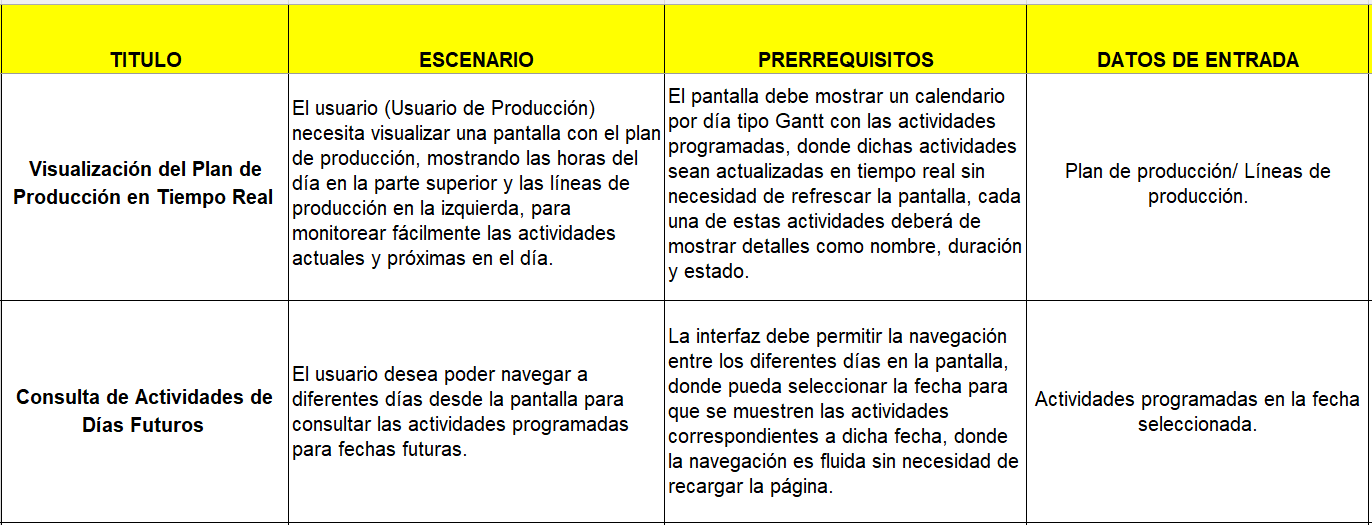 TITULO
ESCENARIO
PRERREQUISITOS
DATOS DE ENTRADA
Visualización del Plan de
Producción en Tiempo Real
El usuario (Usuario de Producción)
necesita visualizar una pantalla con el plan
de producción, mostrando las horas del
día en la parte superior y las líneas de
producción en la izquierda, para
monitorear fácilmente las actividades
actuales y próximas en el día.
El pantalla debe mostrar un calendario
por día tipo Gantt con las actividades
programadas, donde dichas actividades
sean actualizadas en tiempo real sin
necesidad de refrescar la pantalla, cada
una de estas actividades deberá de
mostrar detalles como nombre, duración
y estado.
Plan de producción/ Líneas de
producción.
Consulta de Actividades de
Días Futuros
El usuario desea poder navegar a
diferentes días desde la pantalla para
consultar las actividades programadas
para fechas futuras.
La interfaz debe permitir la navegación
entre los diferentes días en la pantalla,
donde pueda seleccionar la fecha para
que se muestren las actividades
correspondientes a dicha fecha, donde
la navegación es fluida sin necesidad de
recargar la página.
Actividades programadas en la fecha
seleccionada.